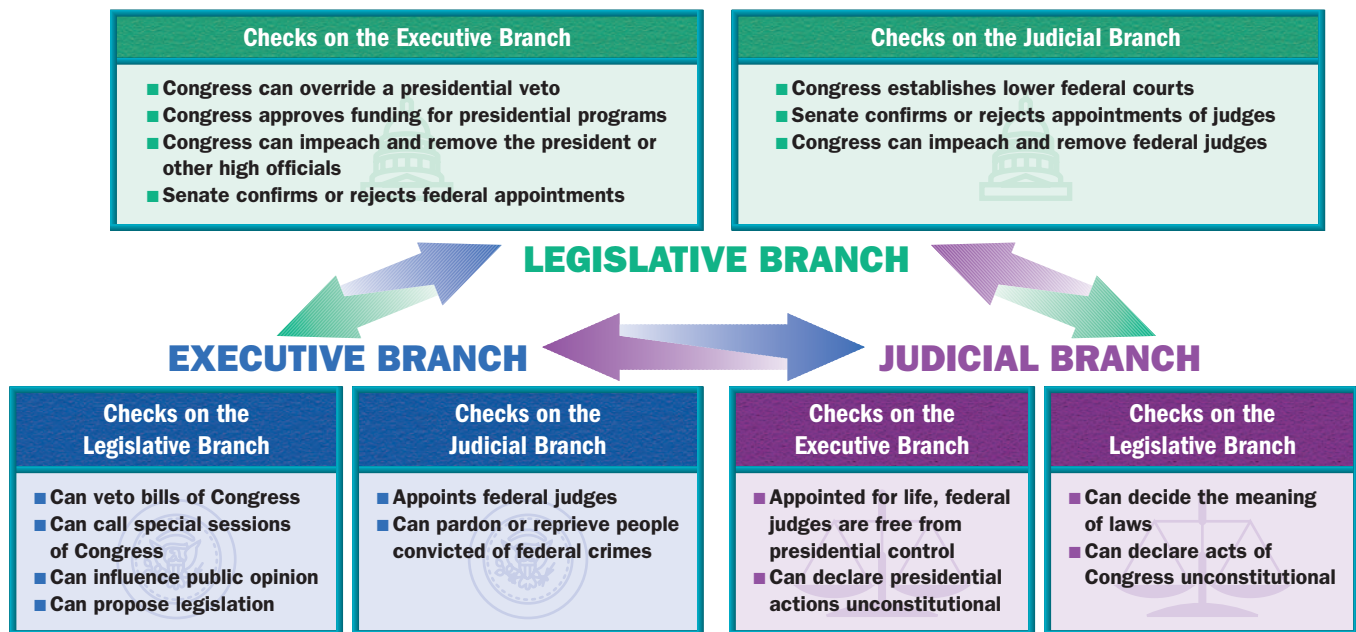 Checks on the Executive Branch
■ Congress can override a presidential veto
■ Congress approves funding for presidential programs
■ Congress can impeach and remove the president or
other high officials
■ Senate confirms or rejects federal appointments
Checks on the Judicial Branch
■ Congress establishes lower federal courts
■ Senate confirms or rejects appointments of judges
■ Congress can impeach and remove federal judges
LEGISLATIVE BRANCH
EXECUTIVE BRANCH
JUDICIAL BRANCH
Checks on the
Legislative Branch
■ Can veto bills of Congress
■ Can call special sessions
of Congress
■ Can influence public opinion
■ Can propose legislation
Checks on the
Judicial Branch
■ Appoints federal judges
■ Can pardon or reprieve people
convicted of federal crimes
Checks on the
Executive Branch
■ Appointed for life, federal
judges are free from
presidential control
■ Can declare presidential
actions unconstitutional
Checks on the
Legislative Branch
■ Can decide the meaning
of laws
■ Can declare acts of
Congress unconstitutional